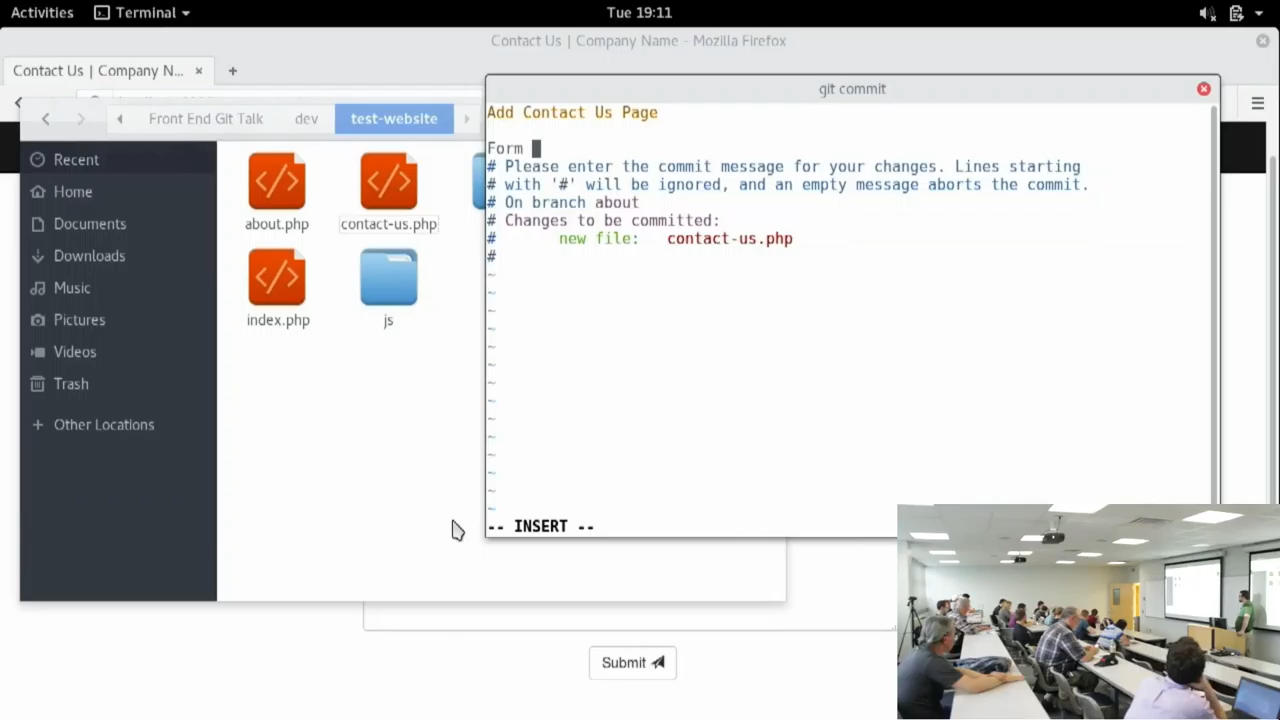 Activities Terminal Tue 19:11
Contact Us | Company Name - Mozilla Firefox
Contact Us | Company N... × +
git commit
Front End Git Talk dev test-website
Recent
Home
Documents
Downloads
Music
Pictures
Videos
Trash
+ Other Locations
about.php contact-us.php
index.php js
Add Contact Us Page
Form
# Please enter the commit message for your changes. Lines starting
# with '#' will be ignored, and an empty message aborts the commit.
# On branch about
# Changes to be committed:
# new file: contact-us.php
#
~
~
~
~
~
~
~
~
~
~
~
~
~
~
-- INSERT --
Submit